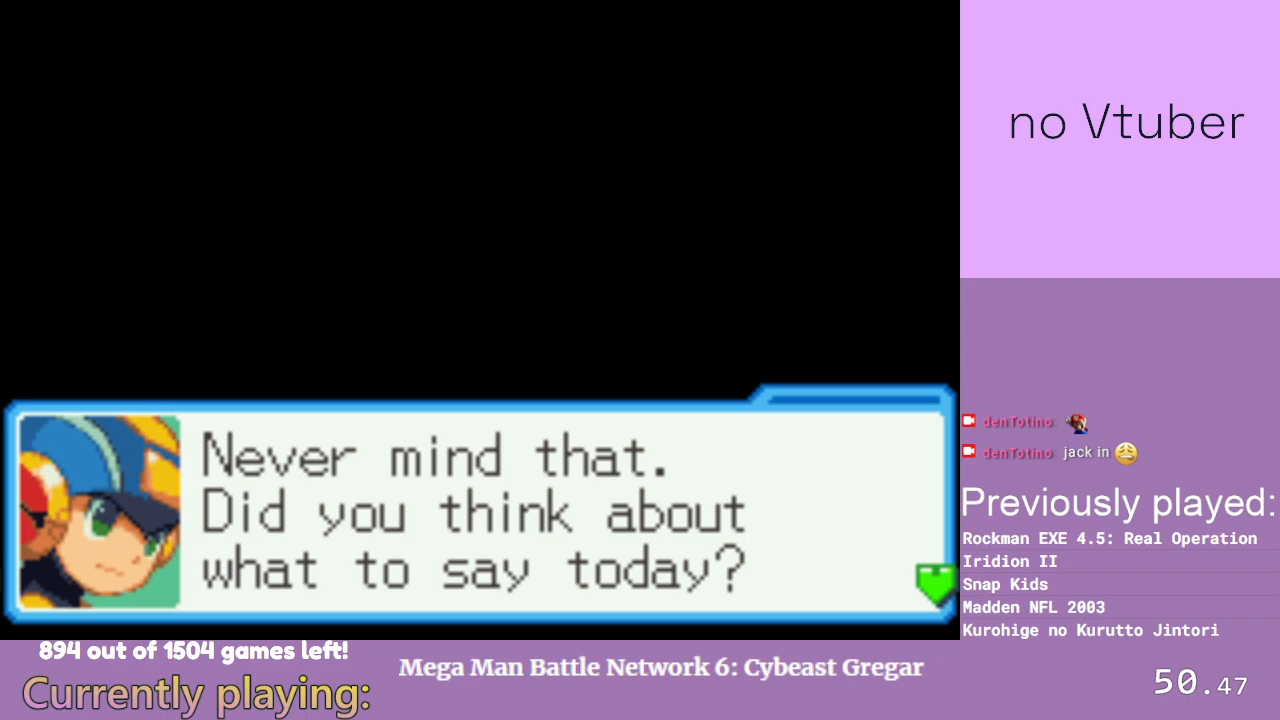 no Vtuber
Never mind that.
Did you think about
what to say today?
denTotino
denTotino jack in
Previously played:
Rockman EXE 4.5: Real Operation
Iridion II
Snap Kids
Madden NFL 2003
Kurohige no Kurutto Jintori
894 out of 1504 games left!
Currently playing:
Mega Man Battle Network 6: Cybeast Gregar
50.47